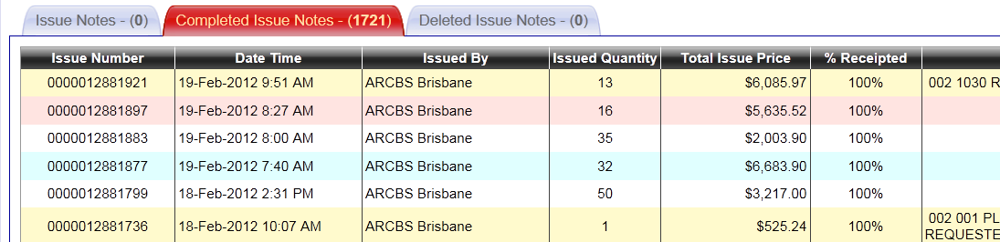 Issue Notes - (0) Completed Issue Notes - (1721) Deleted Issue Notes - (0)
Issue Number Date Time Issued By Issued Quantity Total Issue Price % Receipted
0000012881921 19-Feb-2012 9:51 AM ARCBS Brisbane 13 $6,085.97 100% 002 1030 R
0000012881897 19-Feb-2012 8:27 AM ARCBS Brisbane 16 $5,635.52 100%
0000012881883 19-Feb-2012 8:00 AM ARCBS Brisbane 35 $2,003.90 100%
0000012881877 19-Feb-2012 7:40 AM ARCBS Brisbane 32 $6,683.90 100%
0000012881799 18-Feb-2012 2:31 PM ARCBS Brisbane 50 $3,217.00 100%
0000012881736 18-Feb-2012 10:07 AM ARCBS Brisbane 1 $525.24 100% 002 001 PL
REQUESTE